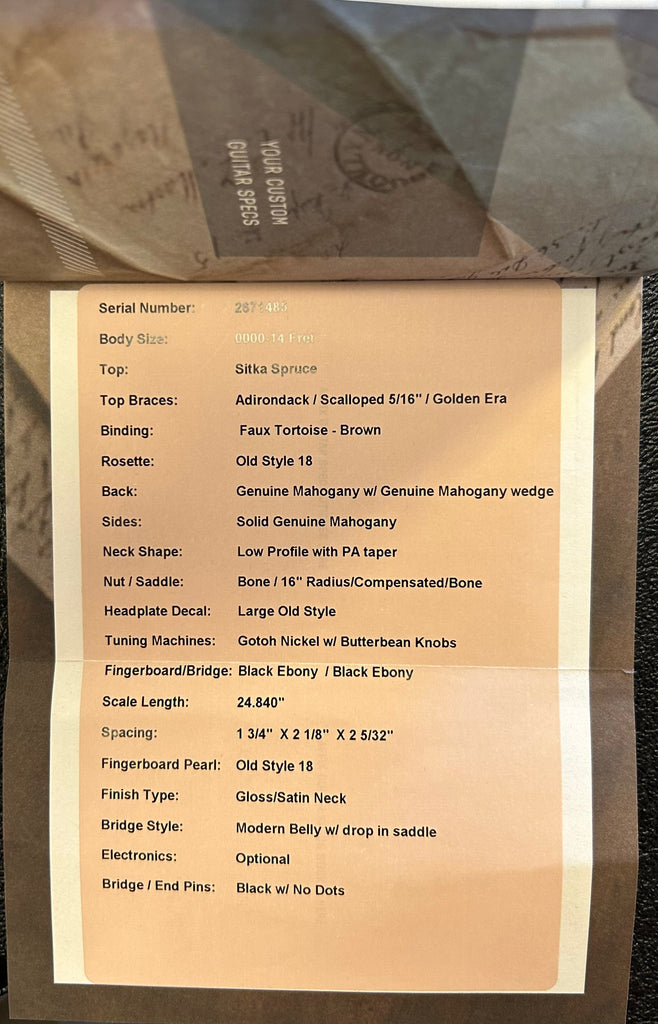 YOUR CUSTOM
GUITAR SPECS
Serial Number: 2871485
Body Size: 0000-14 Fret
Top: Sitka Spruce
Top Braces: Adirondack / Scalloped 5/16" / Golden Era
Binding: Faux Tortoise - Brown
Rosette: Old Style 18
Back: Genuine Mahogany w/ Genuine Mahogany wedge
Sides: Solid Genuine Mahogany
Neck Shape: Low Profile with PA taper
Nut / Saddle: Bone / 16" Radius/Compensated/Bone
Headplate Decal: Large Old Style
Tuning Machines: Gotoh Nickel w/ Butterbean Knobs
Fingerboard/Bridge: Black Ebony / Black Ebony
Scale Length: 24.840"
Spacing: 1 3/4" X 2 1/8" X 2 5/32"
Fingerboard Pearl: Old Style 18
Finish Type: Gloss/Satin Neck
Bridge Style: Modern Belly w/ drop in saddle
Electronics: Optional
Bridge / End Pins: Black w/ No Dots